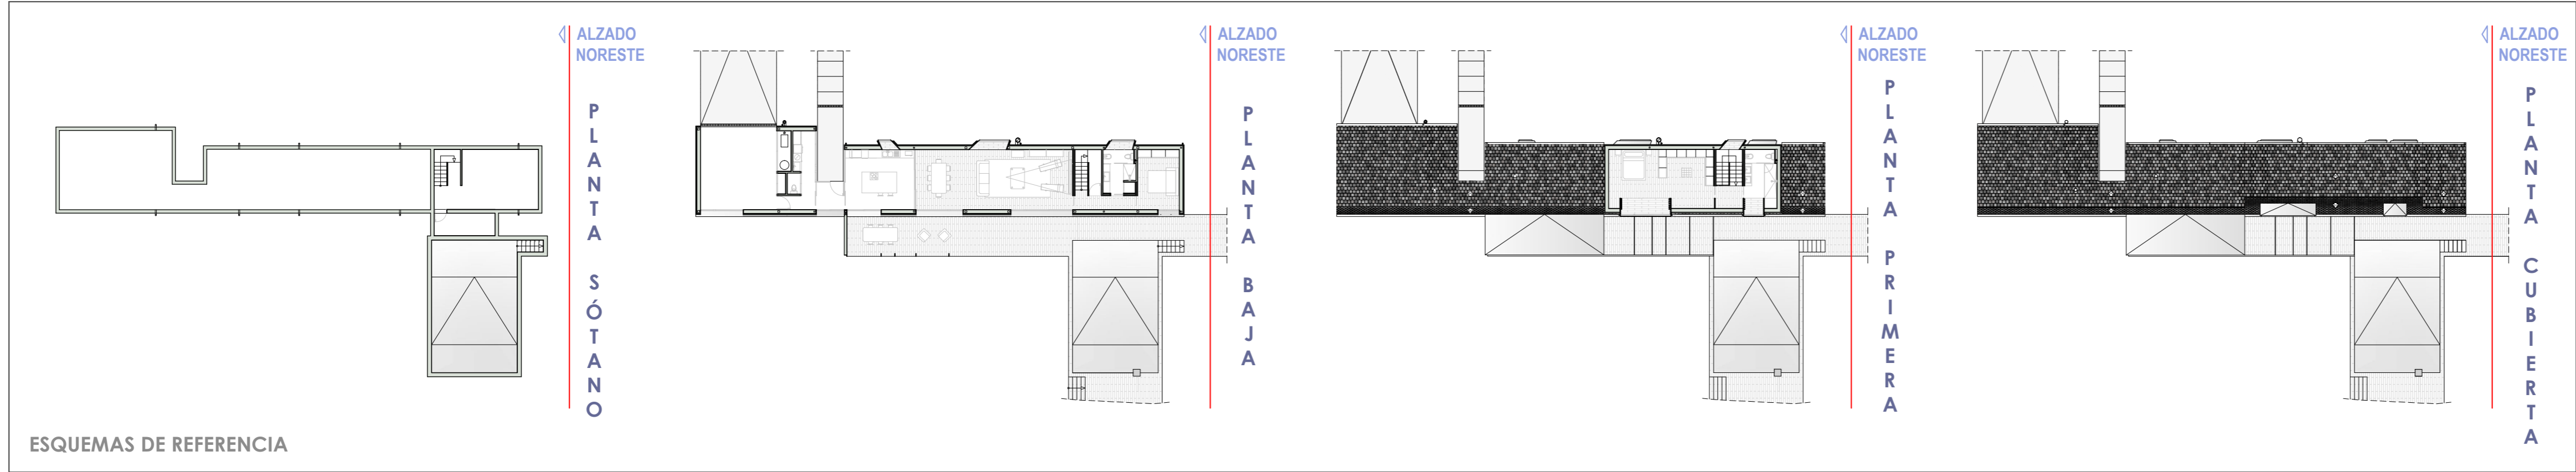 ALZADO
NORESTE
PLANTA SÓTANO
ALZADO
NORESTE
PLANTA BAJA
ALZADO
NORESTE
PLANTA PRIMERA
ALZADO
NORESTE
PLANTA CUBIERTA
ESQUEMAS DE REFERENCIA